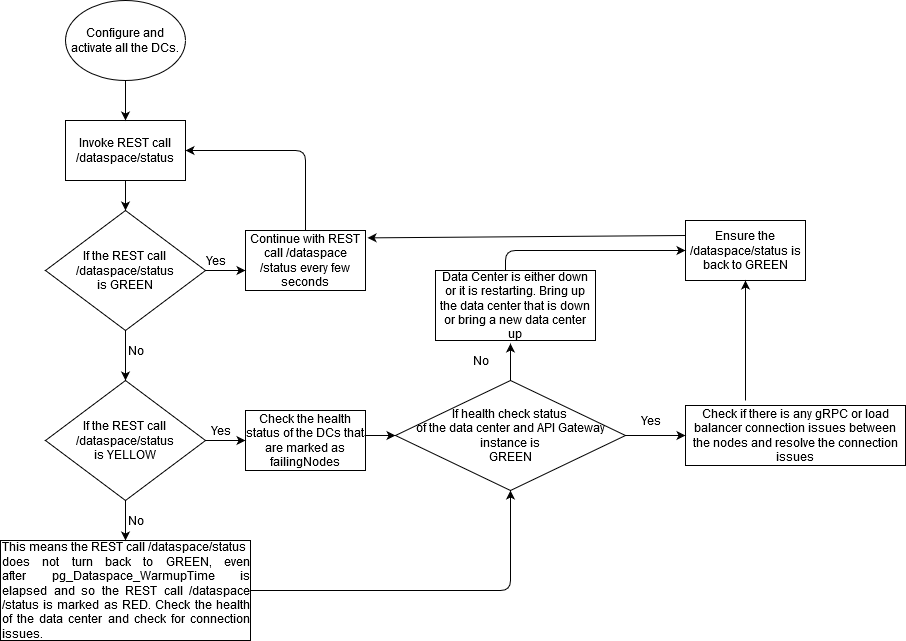 Configure and
activate all the DCs.
Invoke REST call
/dataspace/status
If the REST call
/dataspace/status
is GREEN
Yes
Continue with REST
call /dataspace
/status every few
seconds
No
If the REST call
/dataspace/status
is YELLOW
Yes
Check the health
status of the DCs that
are marked as
failingNodes
No
This means the REST call /dataspace/status
does not turn back to GREEN, even
after pg_Dataspace_WarmupTime is
elapsed and so the REST call /dataspace
/status is marked as RED. Check the health
of the data center and check for connection
issues.
If health check status
of the data center and API Gateway
instance is
GREEN
No
Data Center is either down
or it is restarting. Bring up
the data center that is down
or bring a new data center
up
Yes
Check if there is any gRPC or load
balancer connection issues between
the nodes and resolve the connection
issues
Ensure the
/dataspace/status is
back to GREEN